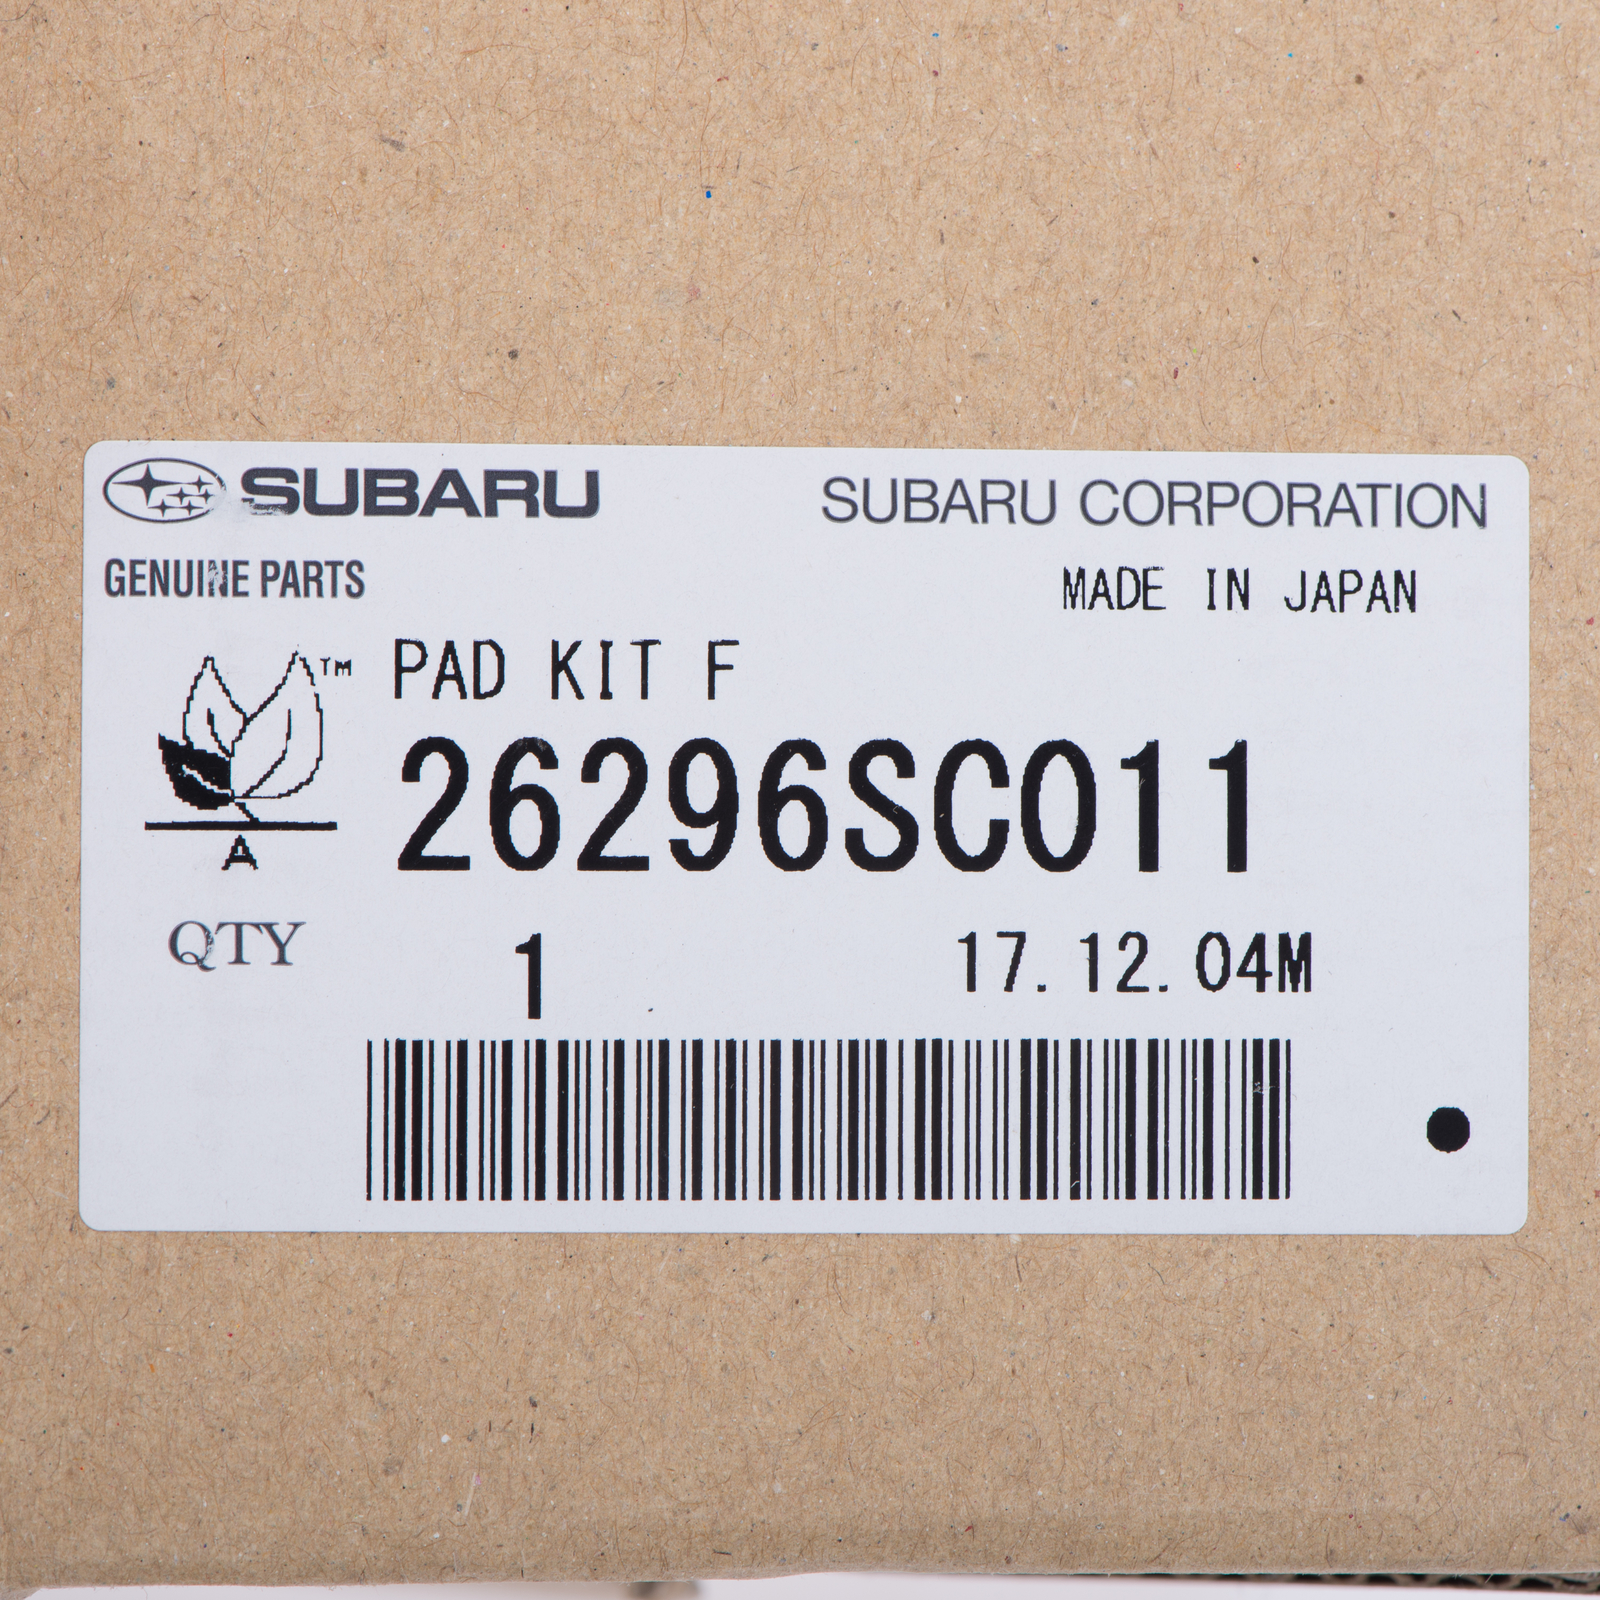 SUBARU
SUBARU CORPORATION
GENUINE PARTS
MADE IN JAPAN
™
PAD KIT F
26296SC011
A
QTY
1
17. 12. 04M